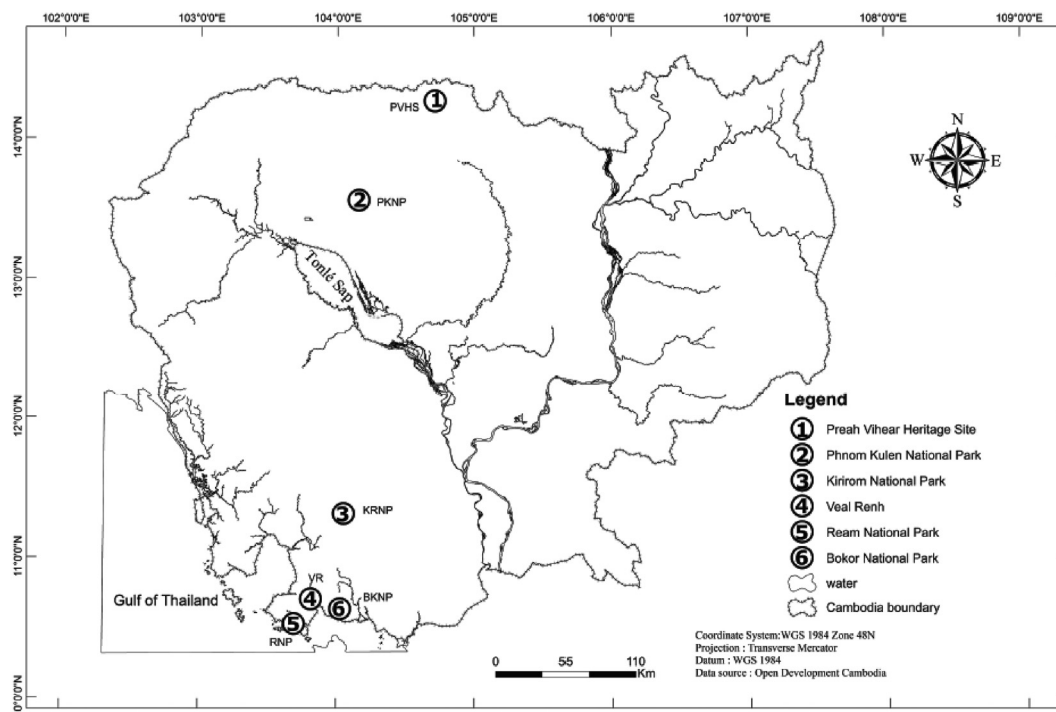 102°0'0"E 103°0'0"E 104°0'0"E 105°0'0"E 106°0'0"E 107°0'0"E 108°0'0"E 109°0'0"E
PVHS 1
14°0'0"N
N
W E
S
2 PKNP
13°0'0"N
Tonlé Sap
12°0'0"N
Legend
1 Preah Vihear Heritage Site
2 Phnom Kulen National Park
3 Kirirom National Park
4 Veal Renh
5 Ream National Park
6 Bokor National Park
water
Cambodia boundary
3 KRNP
11°0'0"N
VR
4
6 BKNP
Gulf of Thailand
5
RNP
Coordinate System:WGS 1984 Zone 48N
Projection : Transverse Mercator
Datum : WGS 1984
Data source : Open Development Cambodia
0 55 110
Km
0°0'0"N